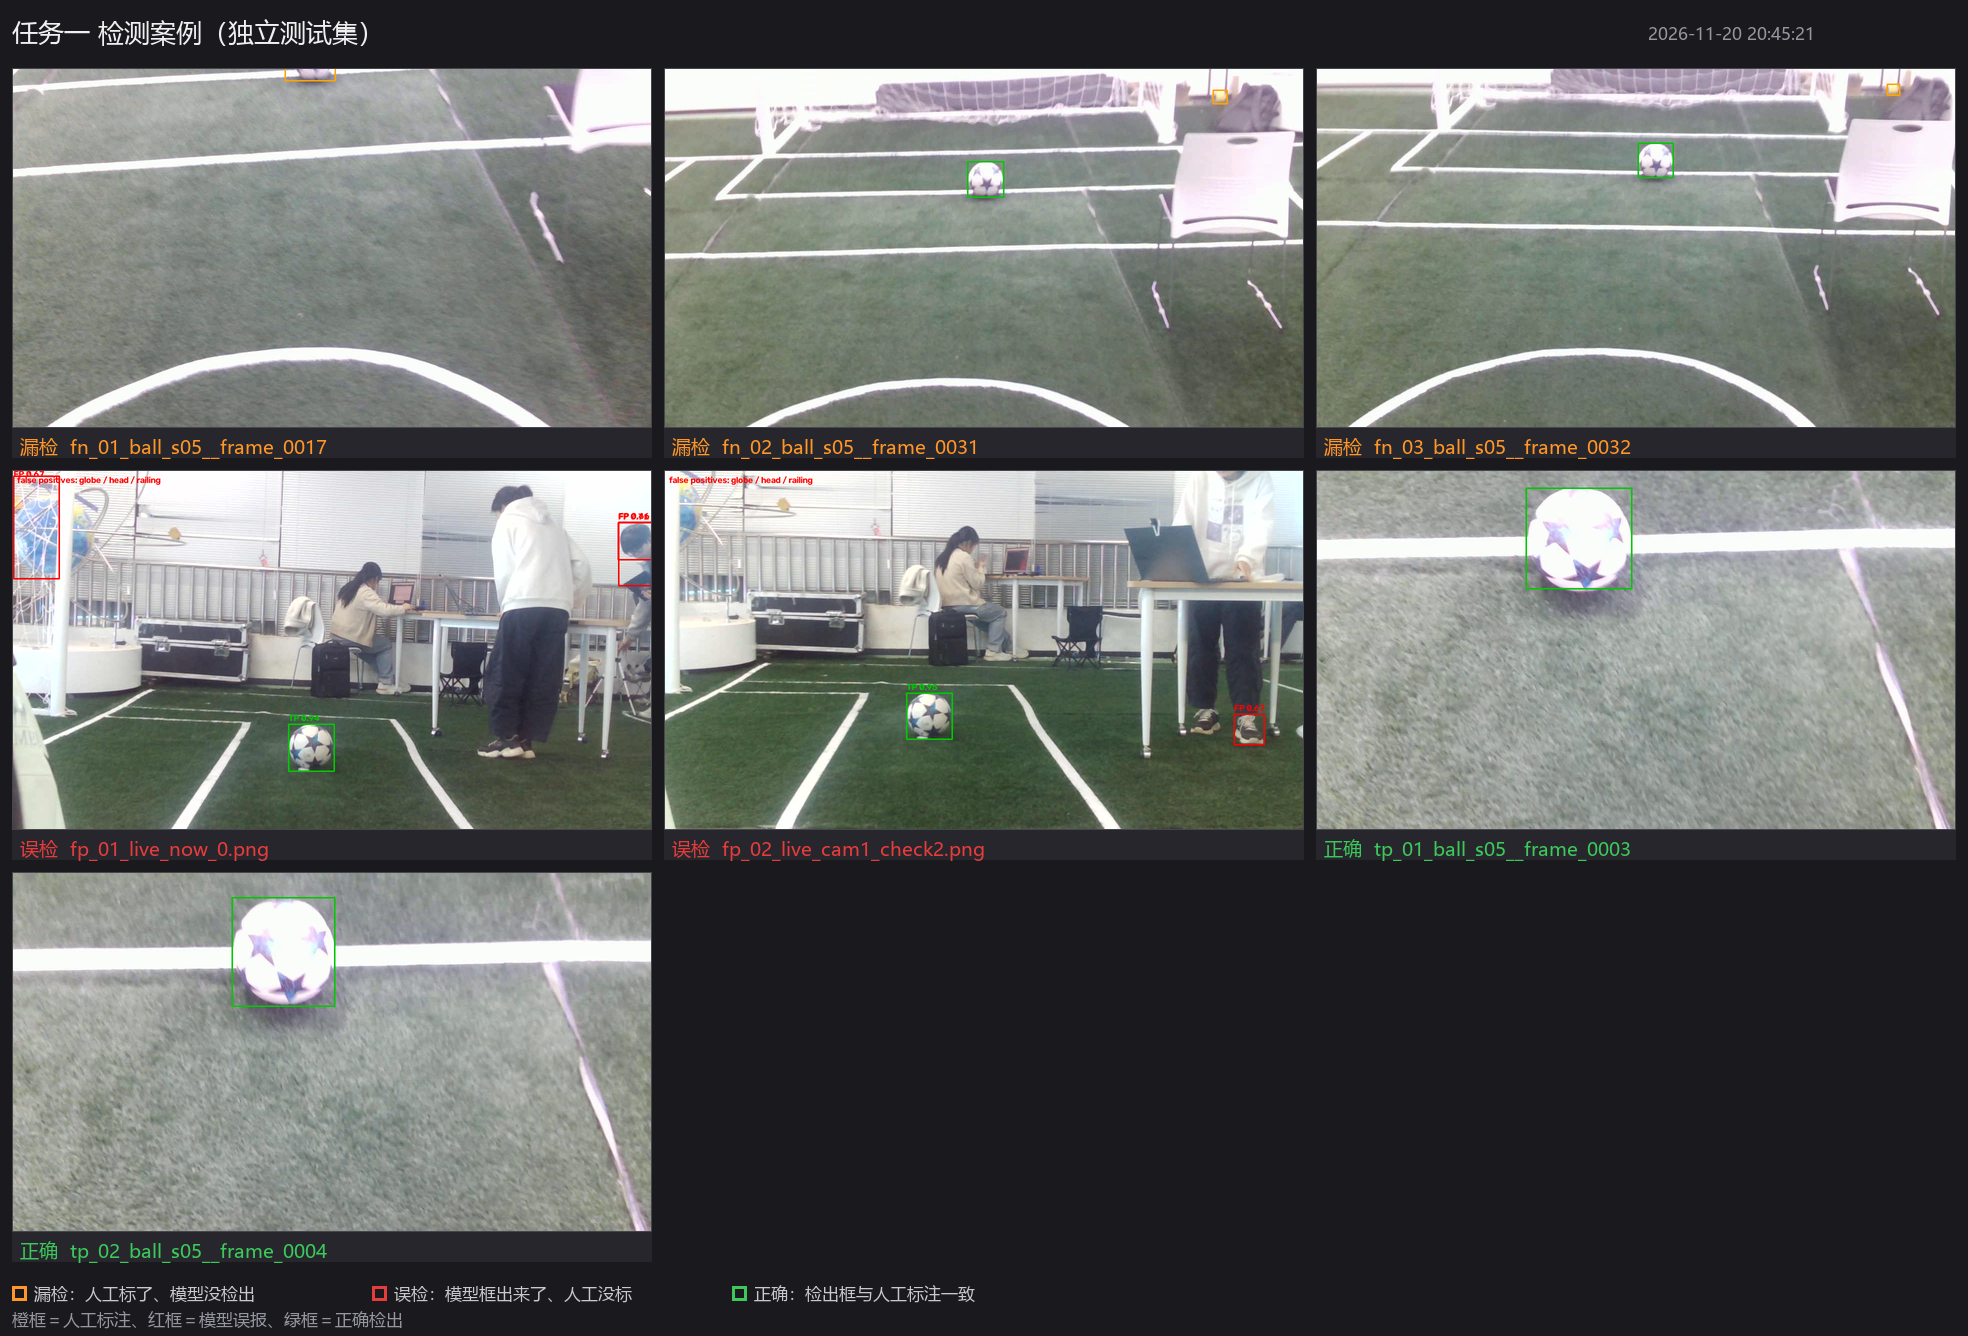 任务一 检测案例（独立测试集）
2026-11-20 20:45:21
漏检 fn_01_ball_s05__frame_0017
漏检 fn_02_ball_s05__frame_0031
漏检 fn_03_ball_s05__frame_0032
FP 0.67
false positives: globe / head / railing
FP
false positives: globe / head / railing
FP
误检 fp_01_live_now_0.png
误检 fp_02_live_cam1_check2.png
正确 tp_01_ball_s05__frame_0003
正确 tp_02_ball_s05__frame_0004
漏检：人工标了、模型没检出
误检：模型框出来了、人工没标
正确：检出框与人工标注一致
橙框＝人工标注、红框＝模型误报、绿框＝正确检出